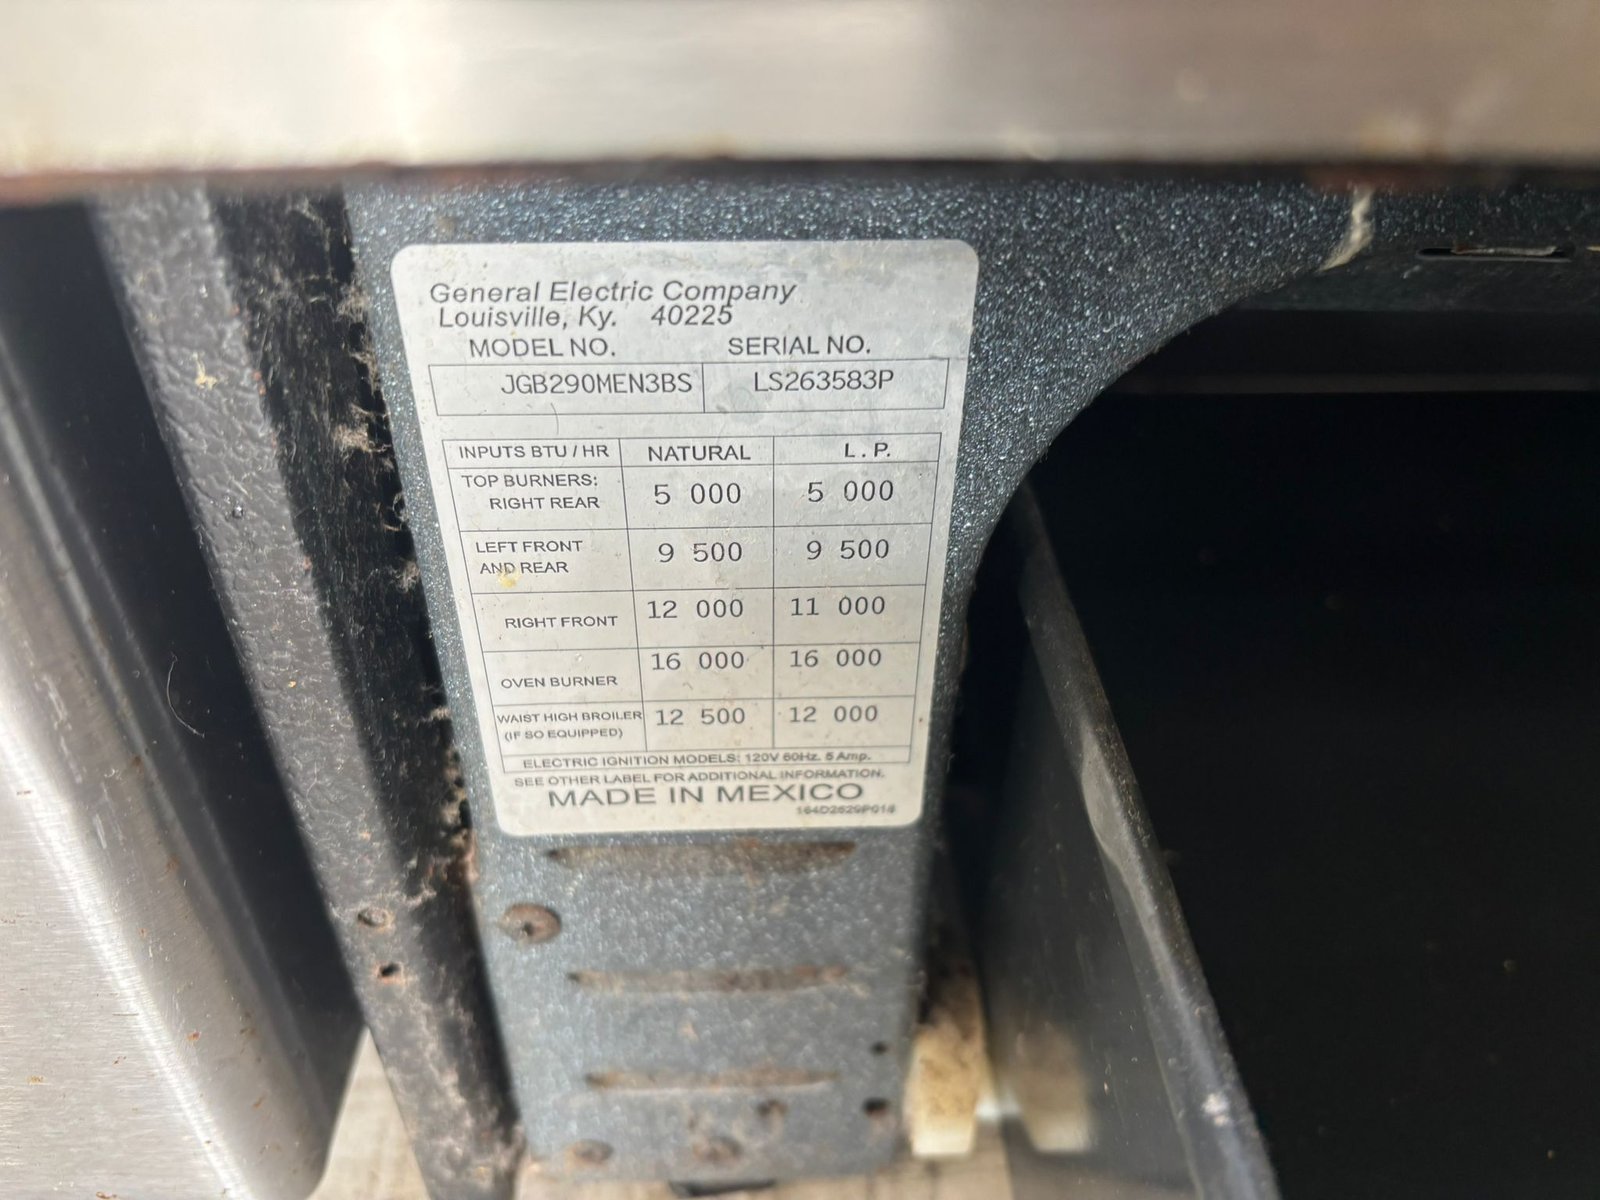 General Electric Company
Louisville, Ky. 40225
MODEL NO. SERIAL NO.
JGB290MEN3BS LS263583P
INPUTS BTU / HR NATURAL L. P.
TOP BURNERS:
RIGHT REAR 5 000 5 000
LEFT FRONT
AND REAR 9 500 9 500
RIGHT FRONT 12 000 11 000
OVEN BURNER 16 000 16 000
WAIST HIGH BROILER 12 500 12 000
(IF SO EQUIPPED)
ELECTRIC IGNITION MODELS: 120V 60Hz. 5 Amp.
SEE OTHER LABEL FOR ADDITIONAL INFORMATION.
MADE IN MEXICO